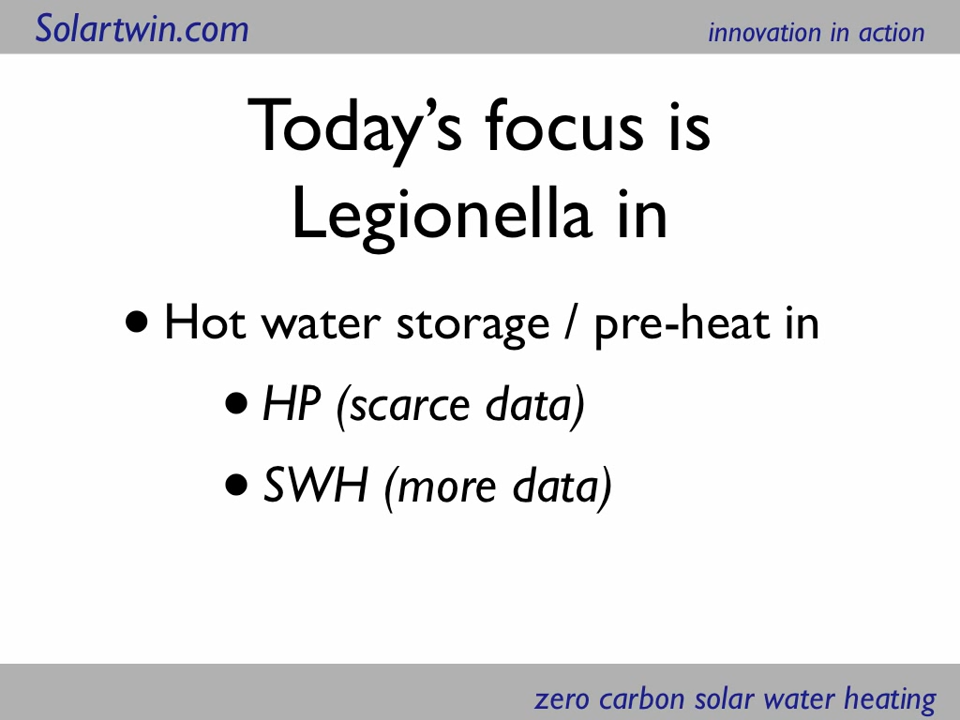 Solartwin.com
innovation in action
Today’s focus is
Legionella in
• Hot water storage / pre-heat in
• HP (scarce data)
• SWH (more data)
zero carbon solar water heating